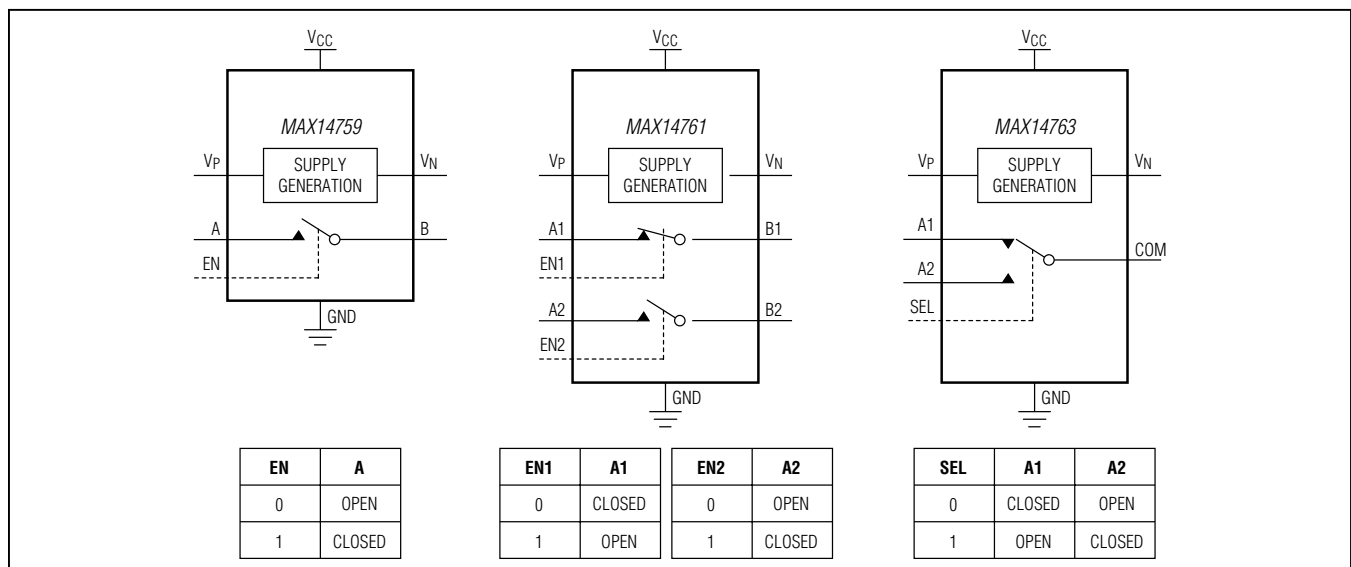 VCC
MAX14759
VP
SUPPLY
GENERATION
VN
A
B
EN
GND
EN A
0 OPEN
1 CLOSED
VCC
MAX14761
VP
SUPPLY
GENERATION
VN
A1
B1
EN1
A2
B2
EN2
GND
EN1 A1
0 CLOSED
1 OPEN
EN2 A2
0 OPEN
1 CLOSED
VCC
MAX14763
VP
SUPPLY
GENERATION
VN
A1
COM
A2
SEL
GND
SEL A1 A2
0 CLOSED OPEN
1 OPEN CLOSED